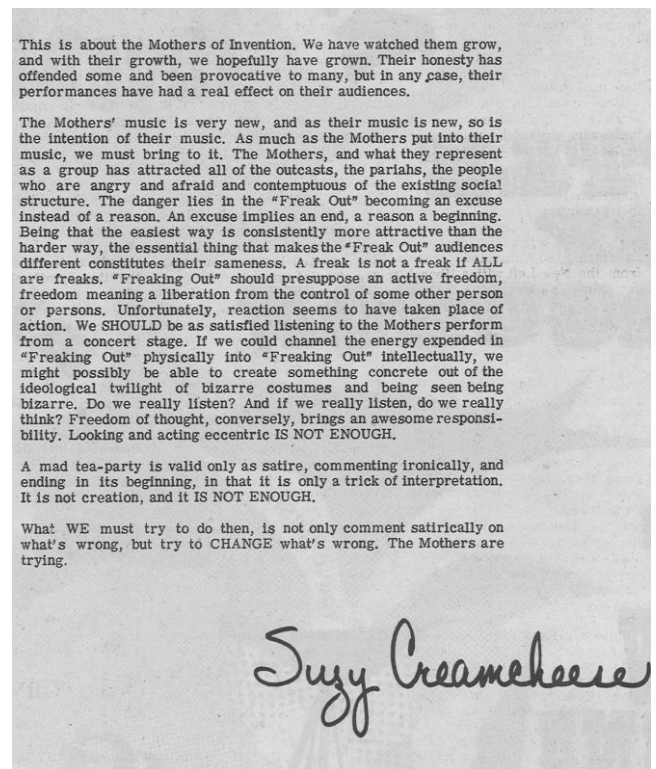 This is about the Mothers of Invention. We have watched them grow,
and with their growth, we hopefully have grown. Their honesty has
offended some and been provocative to many, but in any case, their
performances have had a real effect on their audiences.
The Mothers' music is very new, and as their music is new, so is
the intention of their music. As much as the Mothers put into their
music, we must bring to it. The Mothers, and what they represent
as a group has attracted all of the outcasts, the pariahs, the people
who are angry and afraid and contemptuous of the existing social
structure. The danger lies in the “Freak Out” becoming an excuse
instead of a reason. An excuse implies an end, a reason a beginning.
Being that the easiest way is consistently more attractive than the
harder way, the essential thing that makes the “Freak Out” audiences
different constitutes their sameness. A freak is not a freak if ALL
are freaks. “Freaking Out” should presuppose an active freedom,
freedom meaning a liberation from the control of some other person
or persons. Unfortunately, reaction seems to have taken place of
action. We SHOULD be as satisfied listening to the Mothers perform
from a concert stage. If we could channel the energy expended in
“Freaking Out” physically into “Freaking Out” intellectually, we
might possibly be able to create something concrete out of the
ideological twilight of bizarre costumes and being seen being
bizarre. Do we really listen? And if we really listen, do we really
think? Freedom of thought, conversely, brings an awesome responsi-
bility. Looking and acting eccentric IS NOT ENOUGH.
A mad tea-party is valid only as satire, commenting ironically, and
ending in its beginning, in that it is only a trick of interpretation.
It is not creation, and it IS NOT ENOUGH.
What WE must try to do then, is not only comment satirically on
what's wrong, but try to CHANGE what's wrong. The Mothers are
trying.
Suzy Creamcheese